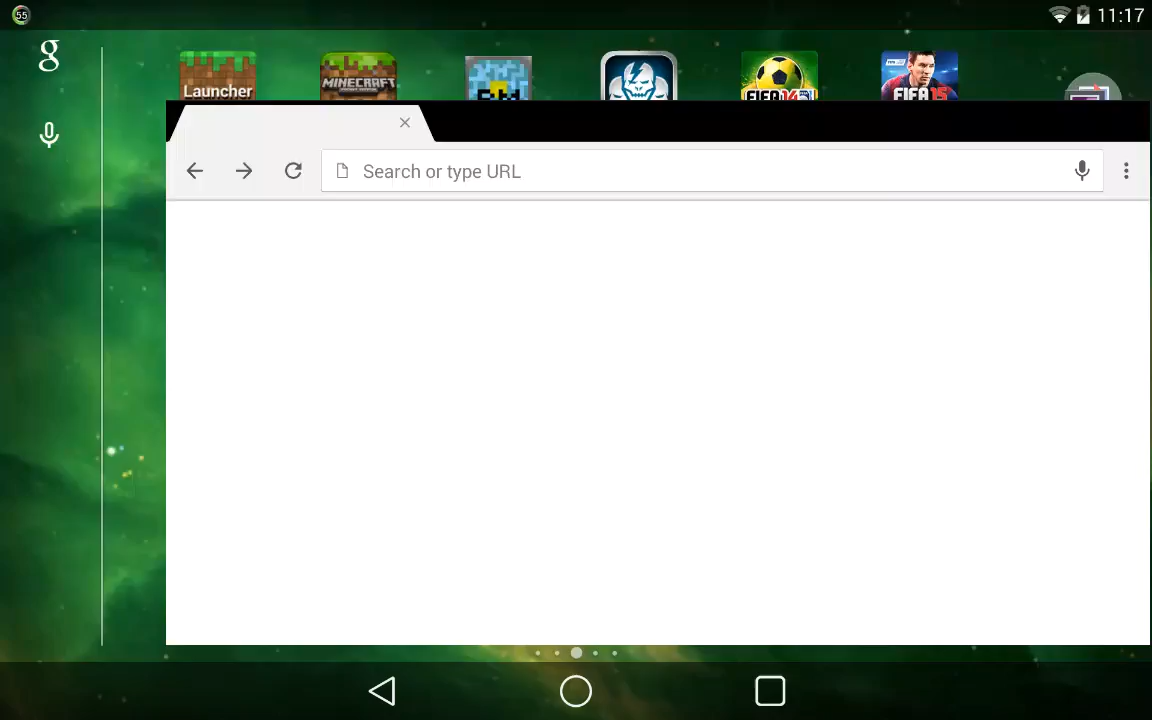 55
11:17
g
Launcher
MINECRAFT
FIFA 14
FIFA 15
Search or type URL